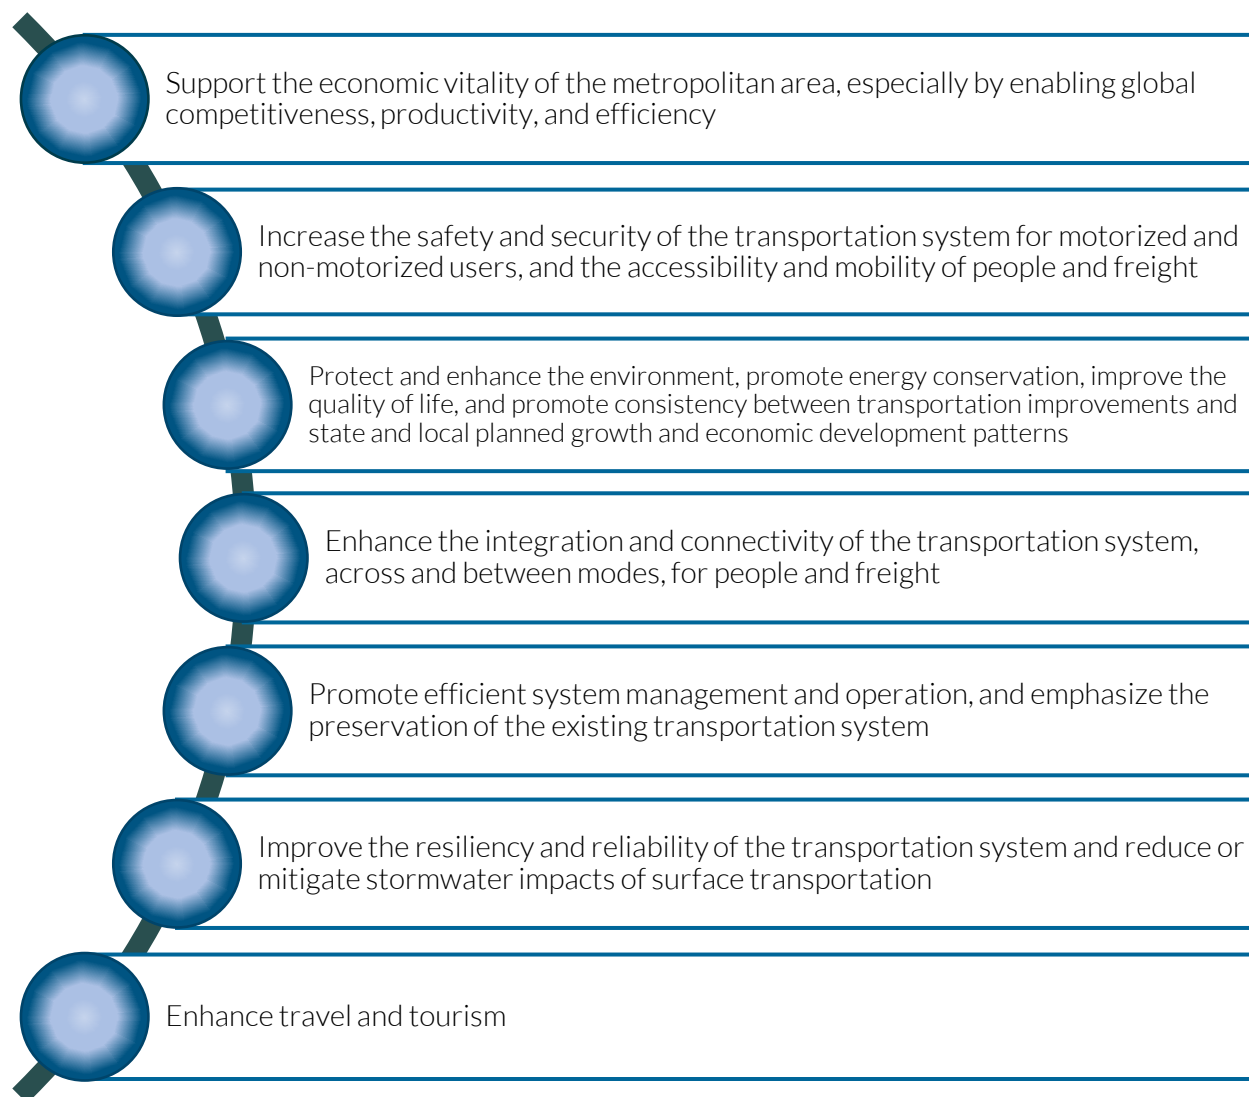 Support the economic vitality of the metropolitan area, especially by enabling global
competitiveness, productivity, and efficiency
Increase the safety and security of the transportation system for motorized and
non-motorized users, and the accessibility and mobility of people and freight
Protect and enhance the environment, promote energy conservation, improve the
quality of life, and promote consistency between transportation improvements and
state and local planned growth and economic development patterns
Enhance the integration and connectivity of the transportation system,
across and between modes, for people and freight
Promote efficient system management and operation, and emphasize the
preservation of the existing transportation system
Improve the resiliency and reliability of the transportation system and reduce or
mitigate stormwater impacts of surface transportation
Enhance travel and tourism